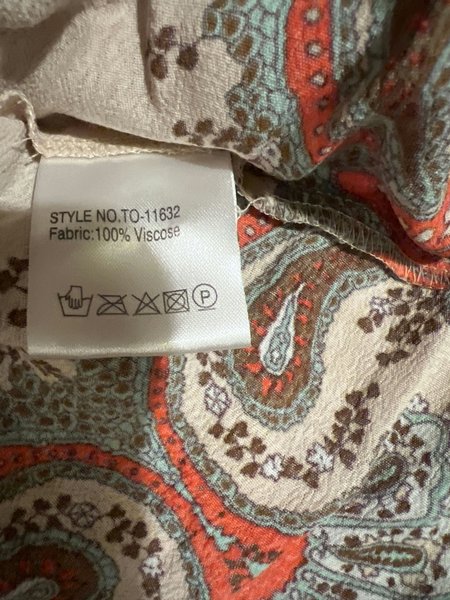 STYLE NO.TO-11632
Fabric:100% Viscose
P